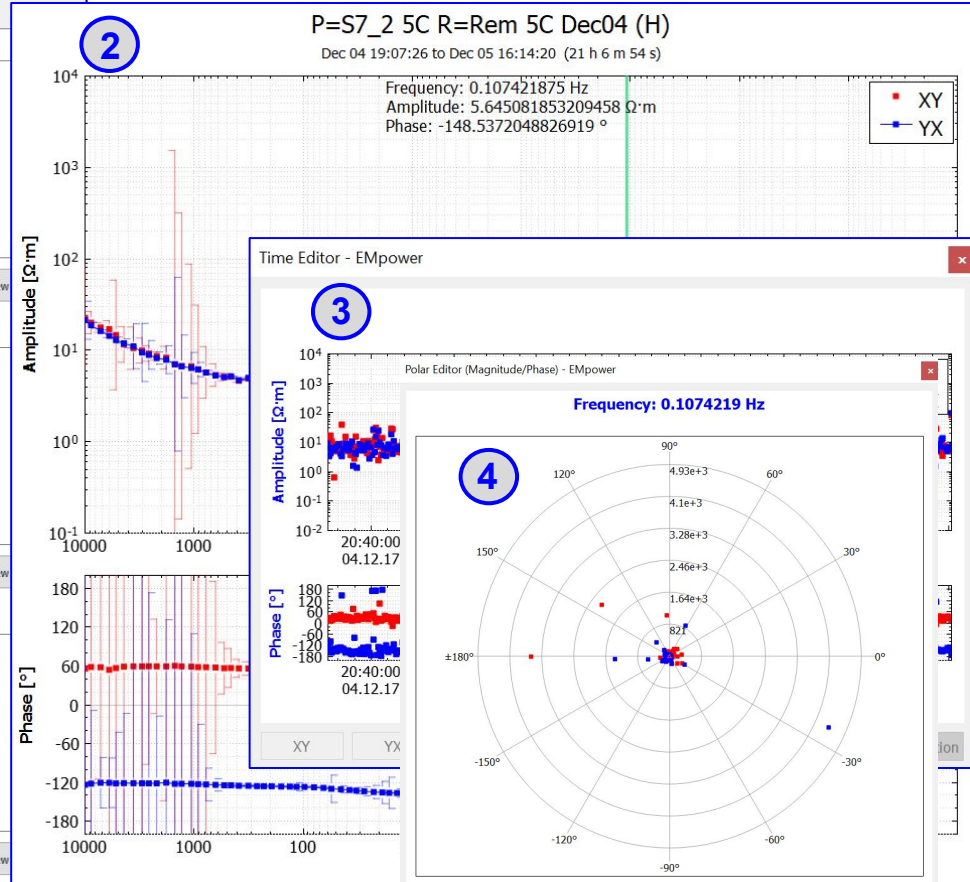 2
P=S7_2 5C R=Rem 5C Dec04 (H)
Dec 04 19:07:26 to Dec 05 16:14:20 (21 h 6 m 54 s)
Frequency: 0.107421875 Hz
Amplitude: 5.645081853209458 Ω·m
Phase: -148.5372048826919 °
XY
YX
Amplitude [Ω·m]
10⁴
10³
10²
10¹
10⁰
10⁻¹
10000
1000
Phase [°]
180
120
60
0
-60
-120
-180
10000
1000
100
Time Editor - EMpower
×
3
Amplitude [Ω·m]
10⁴
10³
10²
10¹
10⁰
10⁻¹
10⁻²
20:40:00
04.12.17
Phase [°]
180
120
60
0
-60
-120
-180
20:40:00
04.12.17
XY
YX
ion
Polar Editor (Magnitude/Phase) - EMpower
×
Frequency: 0.1074219 Hz
4
90°
120°
60°
150°
30°
±180°
0°
-150°
-30°
-120°
-60°
-90°
4.93e+3
4.1e+3
3.28e+3
2.46e+3
1.64e+3
821